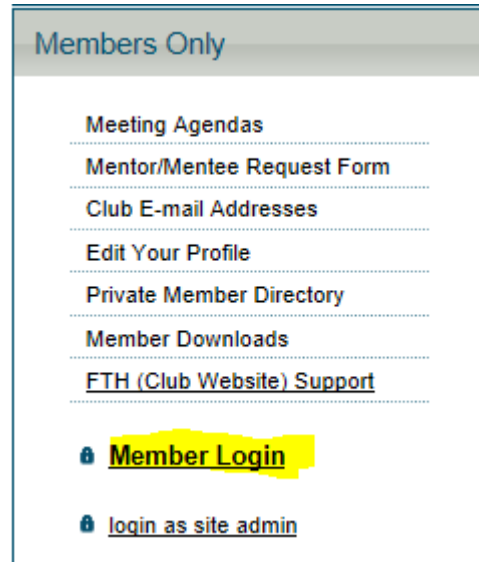 Members Only
Meeting Agendas
Mentor/Mentee Request Form
Club E-mail Addresses
Edit Your Profile
Private Member Directory
Member Downloads
FTH (Club Website) Support
Member Login
login as site admin